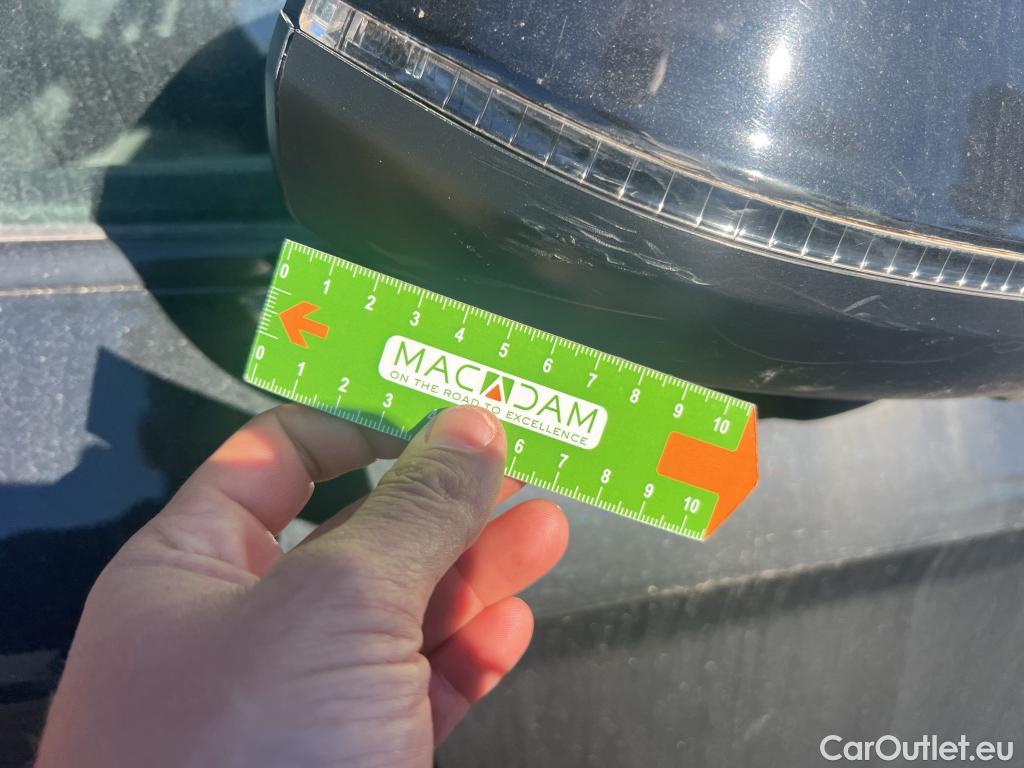 0 1 2 3 4 5 6 7 8 9 10
MACADAM
ON THE ROAD TO EXCELLENCE
0 1 2 3 6 7 8 9 10
CarOutlet.eu